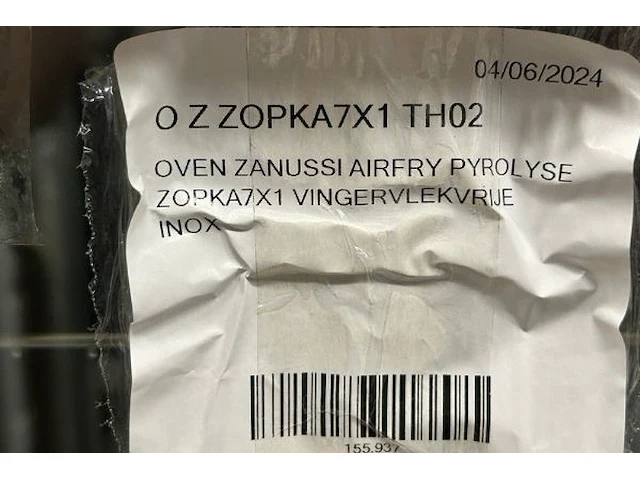 04/06/2024
O Z ZOPKA7X1 TH02
OVEN ZANUSSI AIRFRY PYROLYSE
ZOPKA7X1 VINGERVLEKVRIJE
INOX
155.937